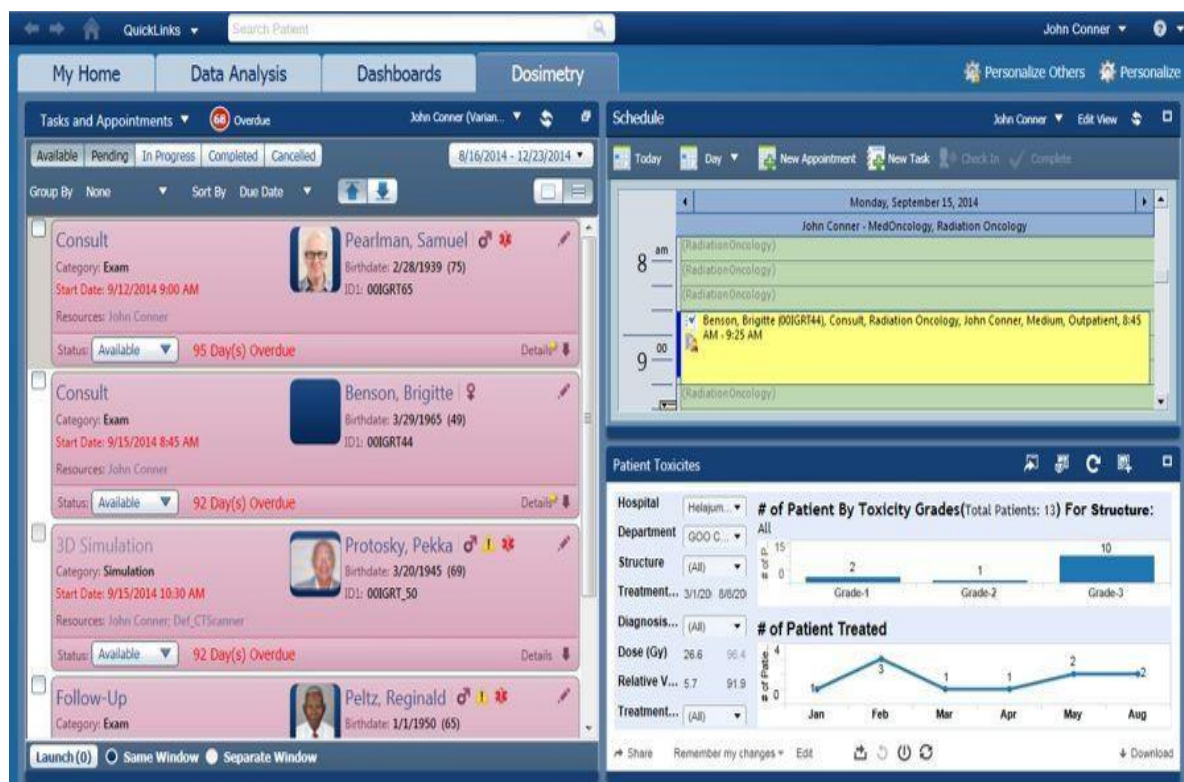 QuickLinks
Search Patient
John Conner
My Home
Data Analysis
Dashboards
Dosimetry
Personalize Others
Personalize
Tasks and Appointments
68 Overdue
John Conner (Varian...
Available Pending In Progress Completed Cancelled
8/16/2014 - 12/23/2014
Group By None Sort By Due Date
Consult
Category: Exam
Start Date: 9/12/2014 9:00 AM
Resources: John Conner
Pearlman, Samuel
Birthdate: 2/28/1939 (75)
ID1: 00IGRT65
Status: Available 95 Day(s) Overdue Details
Consult
Category: Exam
Start Date: 9/15/2014 8:45 AM
Resources: John Conner
Benson, Brigitte
Birthdate: 3/29/1965 (49)
ID1: 00IGRT44
Status: Available 92 Day(s) Overdue Details
3D Simulation
Category: Simulation
Start Date: 9/15/2014 10:30 AM
Resources: John Conner; Def_CTScanner
Protosky, Pekka
Birthdate: 3/20/1945 (69)
ID1: 00IGRT_50
Status: Available 92 Day(s) Overdue Details
Follow-Up
Category: Exam
Peltz, Reginald
Birthdate: 1/1/1950 (65)
Launch (0) Same Window Separate Window
Schedule
John Conner Edit View
Today Day New Appointment New Task Check In Complete
Monday, September 15, 2014
John Conner - MedOncology, Radiation Oncology
8 am
(RadiationOncology)
(RadiationOncology)
(RadiationOncology)
Benson, Brigitte (00IGRT44), Consult, Radiation Oncology, John Conner, Medium, Outpatient, 8:45
AM - 9:25 AM
9 00
(RadiationOncology)
Patient Toxicites
Hospital Helajum...
Department GOO C...
Structure (All)
Treatment... 3/1/20 8/8/20
Diagnosis... (All)
Dose (Gy) 26.6 96.4
Relative V... 5.7 91.9
Treatment... (All)
# of Patient By Toxicity Grades(Total Patients: 13) For Structure:
All
# of P..
15
0
2
1
10
Grade-1 Grade-2 Grade-3
# of Patient Treated
# of Pate..
4
0
1
3
1
1
2
2
Jan Feb Mar Apr May Aug
Share Remember my changes Edit Download